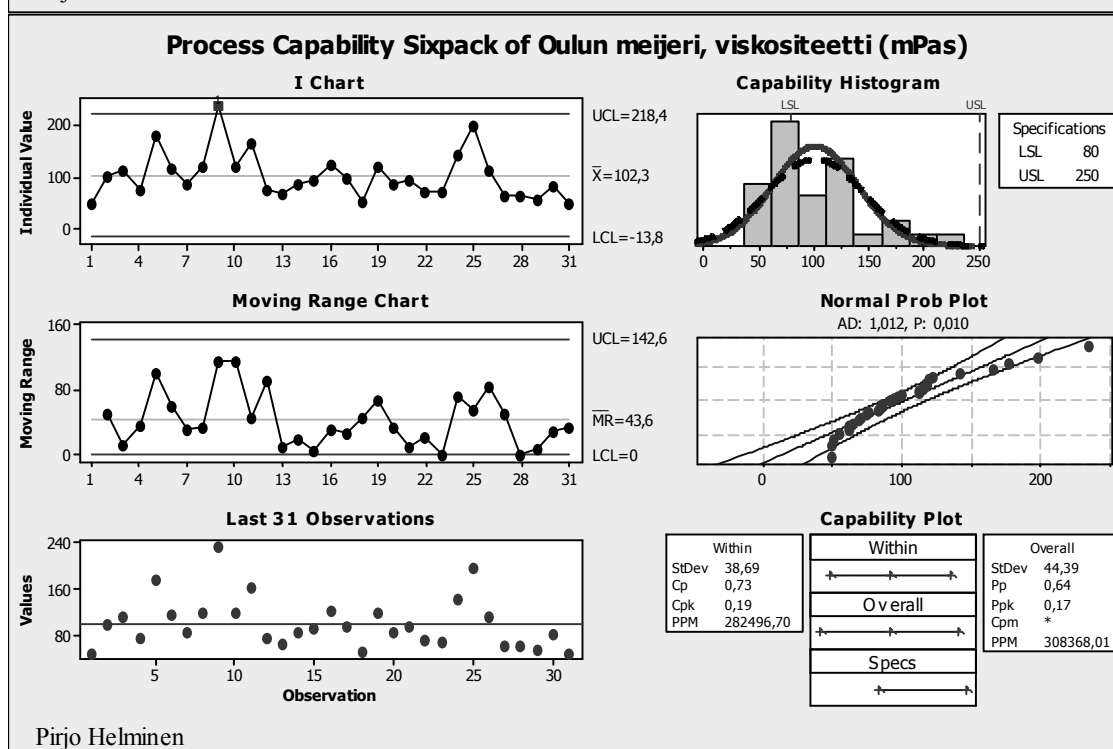 Process Capability Sixpack of Oulun meijeri, viskositeetti (mPas)
I Chart
Individual Value
200
100
0
1
UCL=218,4
X=102,3
LCL=-13,8
1 4 7 10 13 16 19 22 25 28 31
Capability Histogram
LSL USL
0 50 100 150 200 250
Specifications
LSL 80
USL 250
Moving Range Chart
Moving Range
160
80
0
UCL=142,6
MR=43,6
LCL=0
1 4 7 10 13 16 19 22 25 28 31
Normal Prob Plot
AD: 1,012, P: 0,010
0 100 200
Last 31 Observations
Values
240
160
80
5 10 15 20 25 30
Observation
Capability Plot
Within
StDev 38,69
Cp 0,73
Cpk 0,19
PPM 282496,70
Within
Overall
Specs
Overall
StDev 44,39
Pp 0,64
Ppk 0,17
Cpm *
PPM 308368,01
Pirjo Helminen